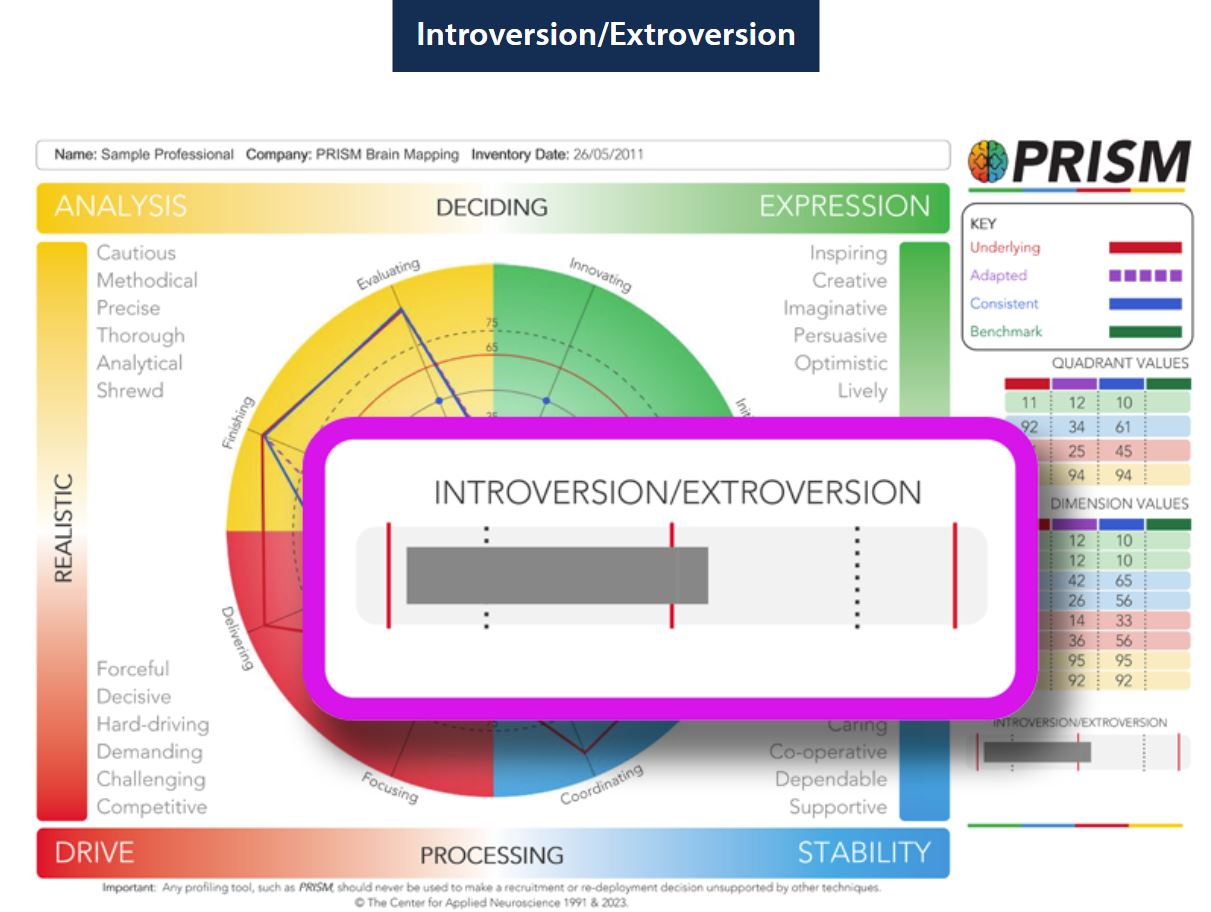 Introversion/Extroversion
Name: Sample Professional Company: PRISM Brain Mapping Inventory Date: 26/05/2011
PRISM
ANALYSIS DECIDING EXPRESSION
Cautious
Methodical
Precise
Thorough
Analytical
Shrewd
Inspiring
Creative
Imaginative
Persuasive
Optimistic
Lively
REALISTIC
Evaluating
Innovating
Finishing
Delivering
Focusing
Coordinating
75
65
KEY
Underlying
Adapted
Consistent
Benchmark
QUADRANT VALUES
11 12 10
92 34 61
25 45
94 94
DIMENSION VALUES
12 10
12 10
42 65
26 56
14 33
36 56
95 95
92 92
INTROVERSION/EXTROVERSION
INTROVERSION/EXTROVERSION
Forceful
Decisive
Hard-driving
Demanding
Challenging
Competitive
Caring
Co-operative
Dependable
Supportive
DRIVE PROCESSING STABILITY
Important: Any profiling tool, such as PRISM, should never be used to make a recruitment or re-deployment decision unsupported by other techniques.
© The Center for Applied Neuroscience 1991 & 2023.